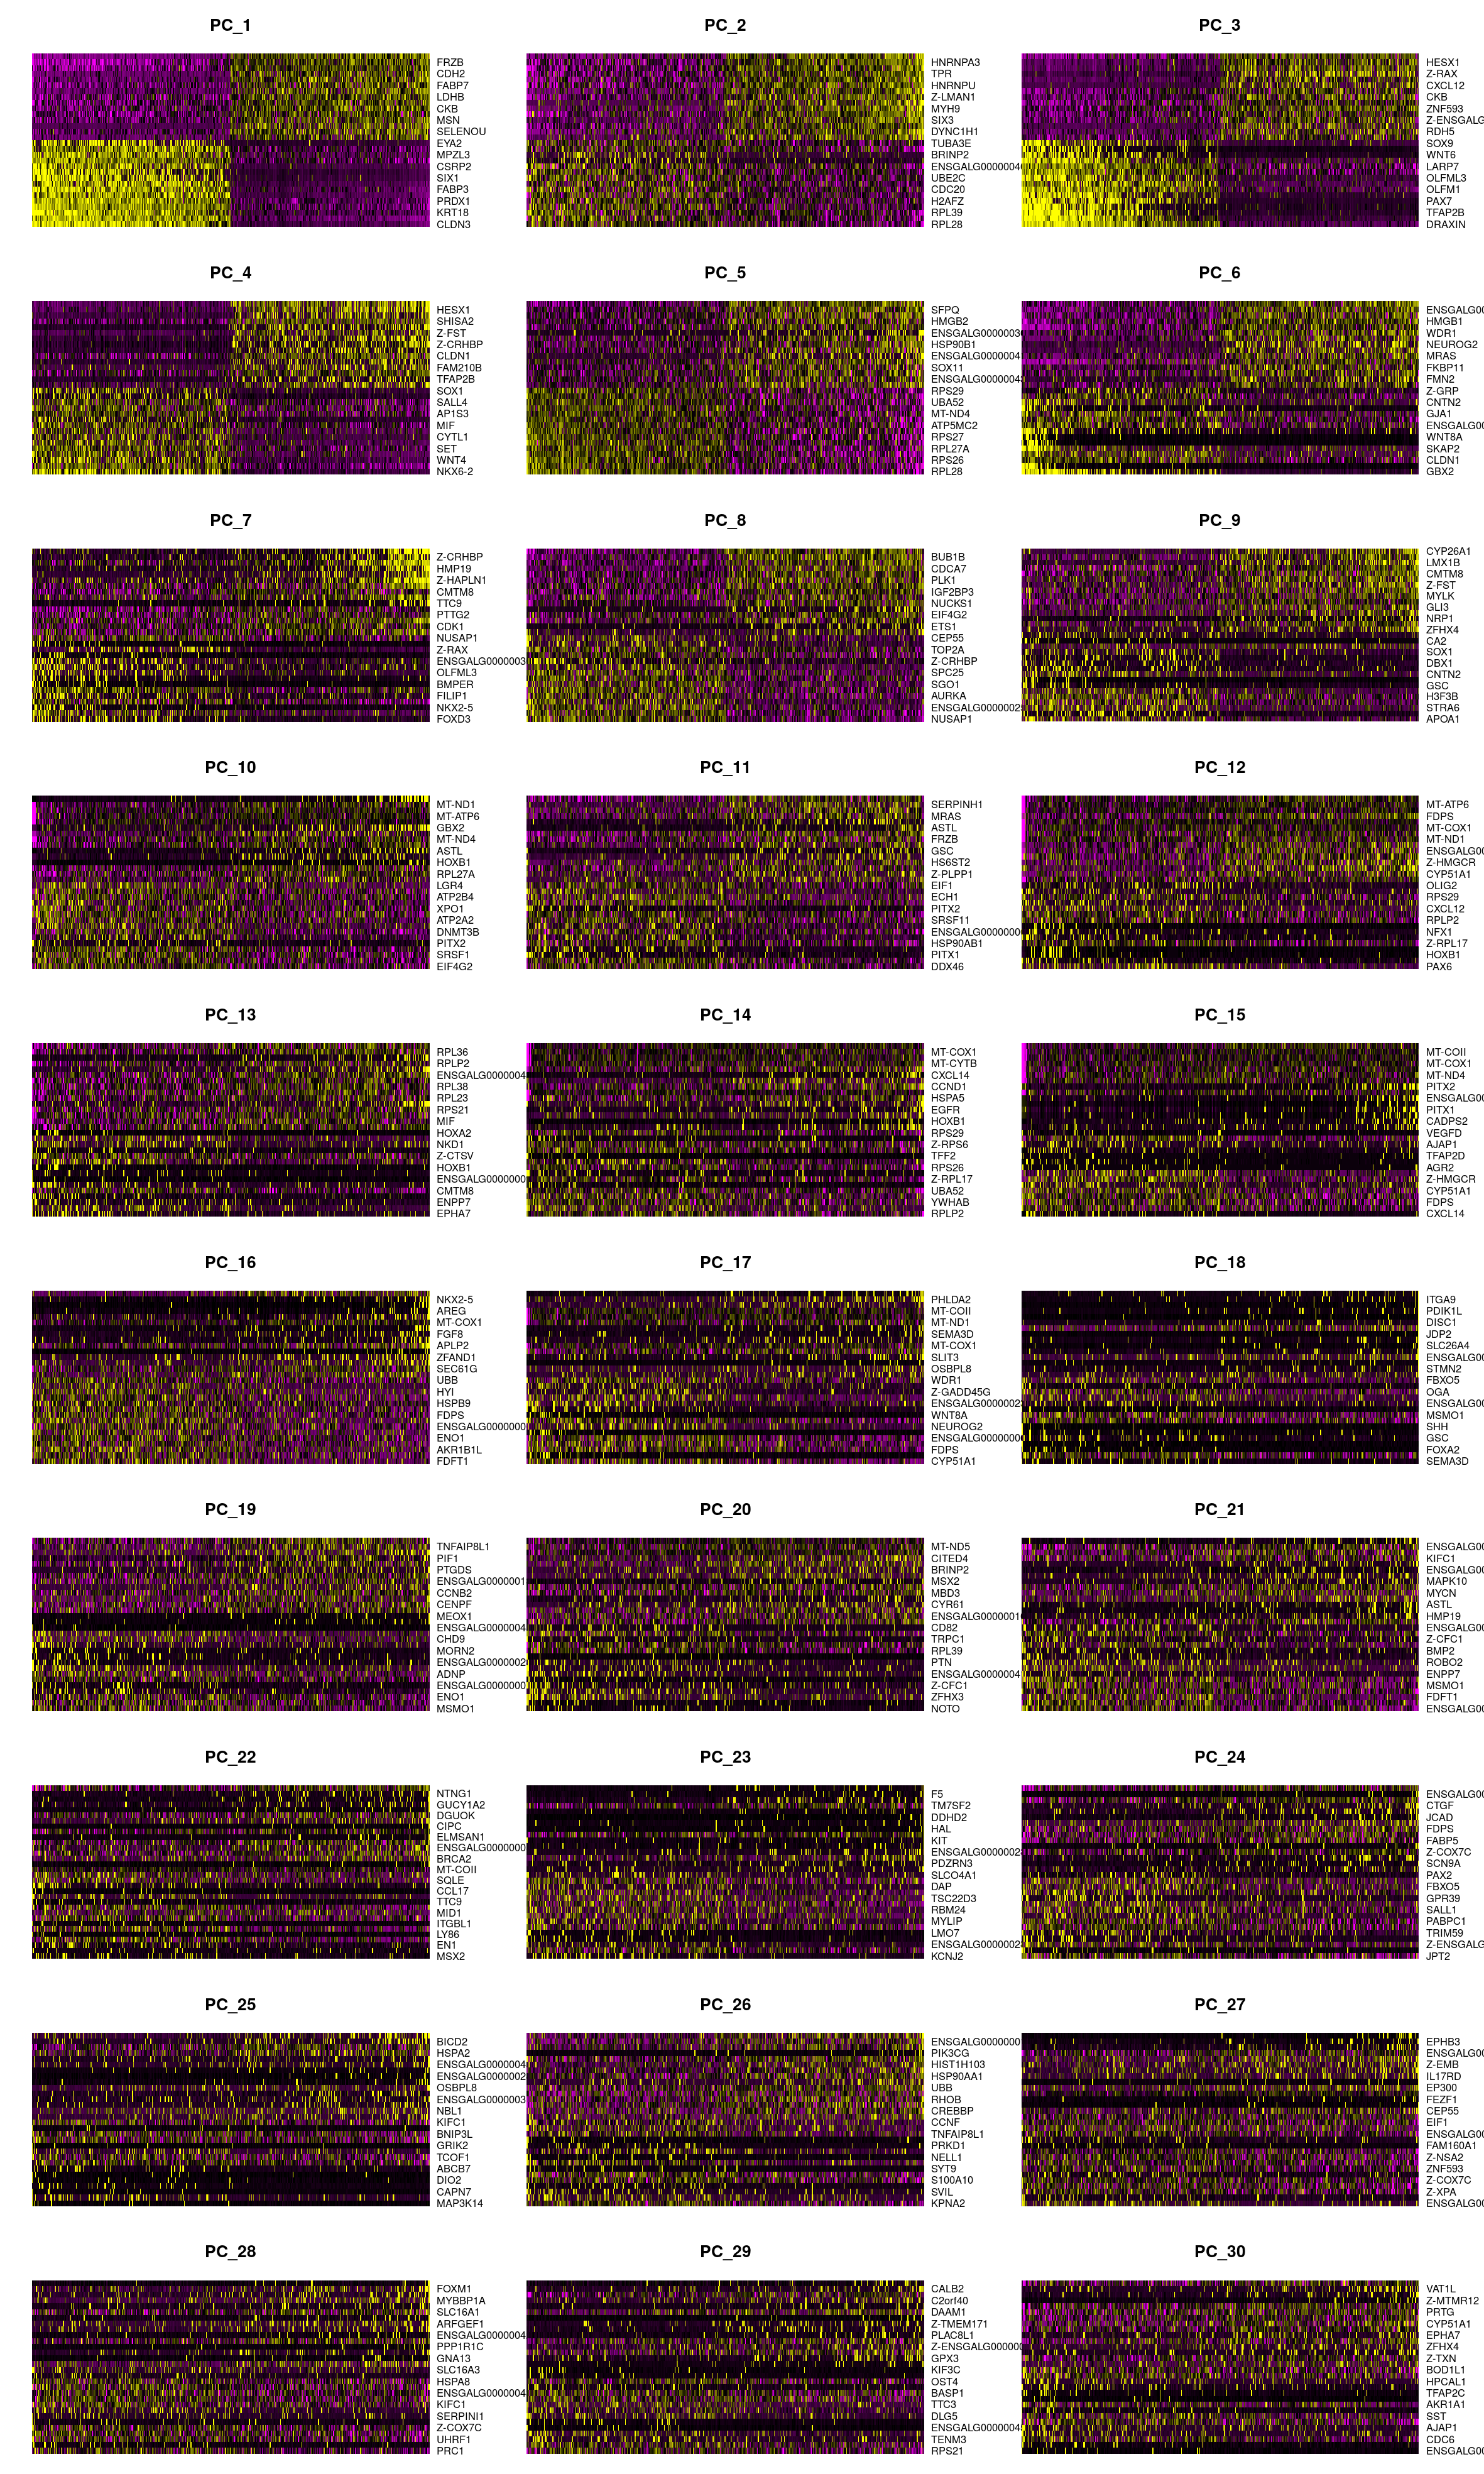 PC_1
FRZB
CDH2
FABP7
LDHB
CKB
MSN
SELENOU
EYA2
MPZL3
CSRP2
SIX1
FABP3
PRDX1
KRT18
CLDN3
PC_2
HNRNPA3
TPR
HNRNPU
Z-LMAN1
MYH9
SIX3
DYNC1H1
TUBA3E
BRINP2
ENSGALG0000004
UBE2C
CDC20
H2AFZ
RPL39
RPL28
PC_3
HESX1
Z-RAX
CXCL12
CKB
ZNF593
Z-ENSGALG
RDH5
SOX9
WNT6
LARP7
OLFML3
OLFM1
PAX7
TFAP2B
DRAXIN
PC_4
HESX1
SHISA2
Z-FST
Z-CRHBP
CLDN1
FAM210B
TFAP2B
SOX1
SALL4
AP1S3
MIF
CYTL1
SET
WNT4
NKX6-2
PC_5
SFPQ
HMGB2
ENSGALG0000003
HSP90B1
ENSGALG0000004
SOX11
ENSGALG0000004
RPS29
UBA52
MT-ND4
ATP5MC2
RPS27
RPL27A
RPS26
RPL28
PC_6
ENSGALG00
HMGB1
WDR1
NEUROG2
MRAS
FKBP11
FMN2
Z-GRP
CNTN2
GJA1
ENSGALG00
WNT8A
SKAP2
CLDN1
GBX2
PC_7
Z-CRHBP
HMP19
Z-HAPLN1
CMTM8
TTC9
PTTG2
CDK1
NUSAP1
Z-RAX
ENSGALG0000003
OLFML3
BMPER
FILIP1
NKX2-5
FOXD3
PC_8
BUB1B
CDCA7
PLK1
IGF2BP3
NUCKS1
EIF4G2
ETS1
CEP55
TOP2A
Z-CRHBP
SPC25
SGO1
AURKA
ENSGALG0000002
NUSAP1
PC_9
CYP26A1
LMX1B
CMTM8
Z-FST
MYLK
GLI3
NRP1
ZFHX4
CA2
SOX1
DBX1
CNTN2
GSC
H3F3B
STRA6
APOA1
PC_10
MT-ND1
MT-ATP6
GBX2
MT-ND4
ASTL
HOXB1
RPL27A
LGR4
ATP2B4
XPO1
ATP2A2
DNMT3B
PITX2
SRSF1
EIF4G2
PC_11
SERPINH1
MRAS
ASTL
FRZB
GSC
HS6ST2
Z-PLPP1
EIF1
ECH1
PITX2
SRSF11
ENSGALG0000000
HSP90AB1
PITX1
DDX46
PC_12
MT-ATP6
FDPS
MT-COX1
MT-ND1
ENSGALG00
Z-HMGCR
CYP51A1
OLIG2
RPS29
CXCL12
RPLP2
NFX1
Z-RPL17
HOXB1
PAX6
PC_13
RPL36
RPLP2
ENSGALG0000004
RPL38
RPL23
RPS21
MIF
HOXA2
NKD1
Z-CTSV
HOXB1
ENSGALG0000000
CMTM8
ENPP7
EPHA7
PC_14
MT-COX1
MT-CYTB
CXCL14
CCND1
HSPA5
EGFR
HOXB1
RPS29
Z-RPS6
TFF2
RPS26
Z-RPL17
UBA52
YWHAB
RPLP2
PC_15
MT-COII
MT-COX1
MT-ND4
PITX2
ENSGALG00
PITX1
CADPS2
VEGFD
AJAP1
TFAP2D
AGR2
Z-HMGCR
CYP51A1
FDPS
CXCL14
PC_16
NKX2-5
AREG
MT-COX1
FGF8
APLP2
ZFAND1
SEC61G
UBB
HYI
HSPB9
FDPS
ENSGALG0000000
ENO1
AKR1B1L
FDFT1
PC_17
PHLDA2
MT-COII
MT-ND1
SEMA3D
MT-COX1
SLIT3
OSBPL8
WDR1
Z-GADD45G
ENSGALG0000002
WNT8A
NEUROG2
ENSGALG0000000
FDPS
CYP51A1
PC_18
ITGA9
PDIK1L
DISC1
JDP2
SLC26A4
ENSGALG00
STMN2
FBXO5
OGA
ENSGALG00
MSMO1
SHH
GSC
FOXA2
SEMA3D
PC_19
TNFAIP8L1
PIF1
PTGDS
ENSGALG0000001
CCNB2
CENPF
MEOX1
ENSGALG0000004
CHD9
MORN2
ENSGALG0000002
ADNP
ENSGALG0000000
ENO1
MSMO1
PC_20
MT-ND5
CITED4
BRINP2
MSX2
MBD3
CYR61
ENSGALG0000001
CD82
TRPC1
RPL39
PTN
ENSGALG0000004
Z-CFC1
ZFHX3
NOTO
PC_21
ENSGALG00
KIFC1
ENSGALG00
MAPK10
MYCN
ASTL
HMP19
ENSGALG00
Z-CFC1
BMP2
ROBO2
ENPP7
MSMO1
FDFT1
ENSGALG00
PC_22
NTNG1
GUCY1A2
DGUOK
CIPC
ELMSAN1
ENSGALG0000000
BRCA2
MT-COII
SQLE
CCL17
TTC9
MID1
ITGBL1
LY86
EN1
MSX2
PC_23
F5
TM7SF2
DDHD2
HAL
KIT
ENSGALG0000002
PDZRN3
SLCO4A1
DAP
TSC22D3
RBM24
MYLIP
LMO7
ENSGALG0000002
KCNJ2
PC_24
ENSGALG00
CTGF
JCAD
FDPS
FABP5
Z-COX7C
SCN9A
PAX2
FBXO5
GPR39
SALL1
PABPC1
TRIM59
Z-ENSGALG
JPT2
PC_25
BICD2
HSPA2
ENSGALG0000004
ENSGALG0000002
OSBPL8
ENSGALG0000003
NBL1
KIFC1
BNIP3L
GRIK2
TCOF1
ABCB7
DIO2
CAPN7
MAP3K14
PC_26
ENSGALG0000000
PIK3CG
HIST1H103
HSP90AA1
UBB
RHOB
CREBBP
CCNF
TNFAIP8L1
PRKD1
NELL1
SYT9
S100A10
SVIL
KPNA2
PC_27
EPHB3
ENSGALG00
Z-EMB
IL17RD
EP300
FEZF1
CEP55
EIF1
ENSGALG00
FAM160A1
Z-NSA2
ZNF593
Z-COX7C
Z-XPA
ENSGALG00
PC_28
FOXM1
MYBBP1A
SLC16A1
ARFGEF1
ENSGALG0000004
PPP1R1C
GNA13
SLC16A3
HSPA8
ENSGALG0000004
KIFC1
SERPINI1
Z-COX7C
UHRF1
PRC1
PC_29
CALB2
C2orf40
DAAM1
Z-TMEM171
PLAC8L1
Z-ENSGALG000000
GPX3
KIF3C
OST4
BASP1
TTC3
DLG5
ENSGALG0000004
TENM3
RPS21
PC_30
VAT1L
Z-MTMR12
PRTG
CYP51A1
EPHA7
ZFHX4
Z-TXN
BOD1L1
HPCAL1
TFAP2C
AKR1A1
SST
AJAP1
CDC6
ENSGALG00